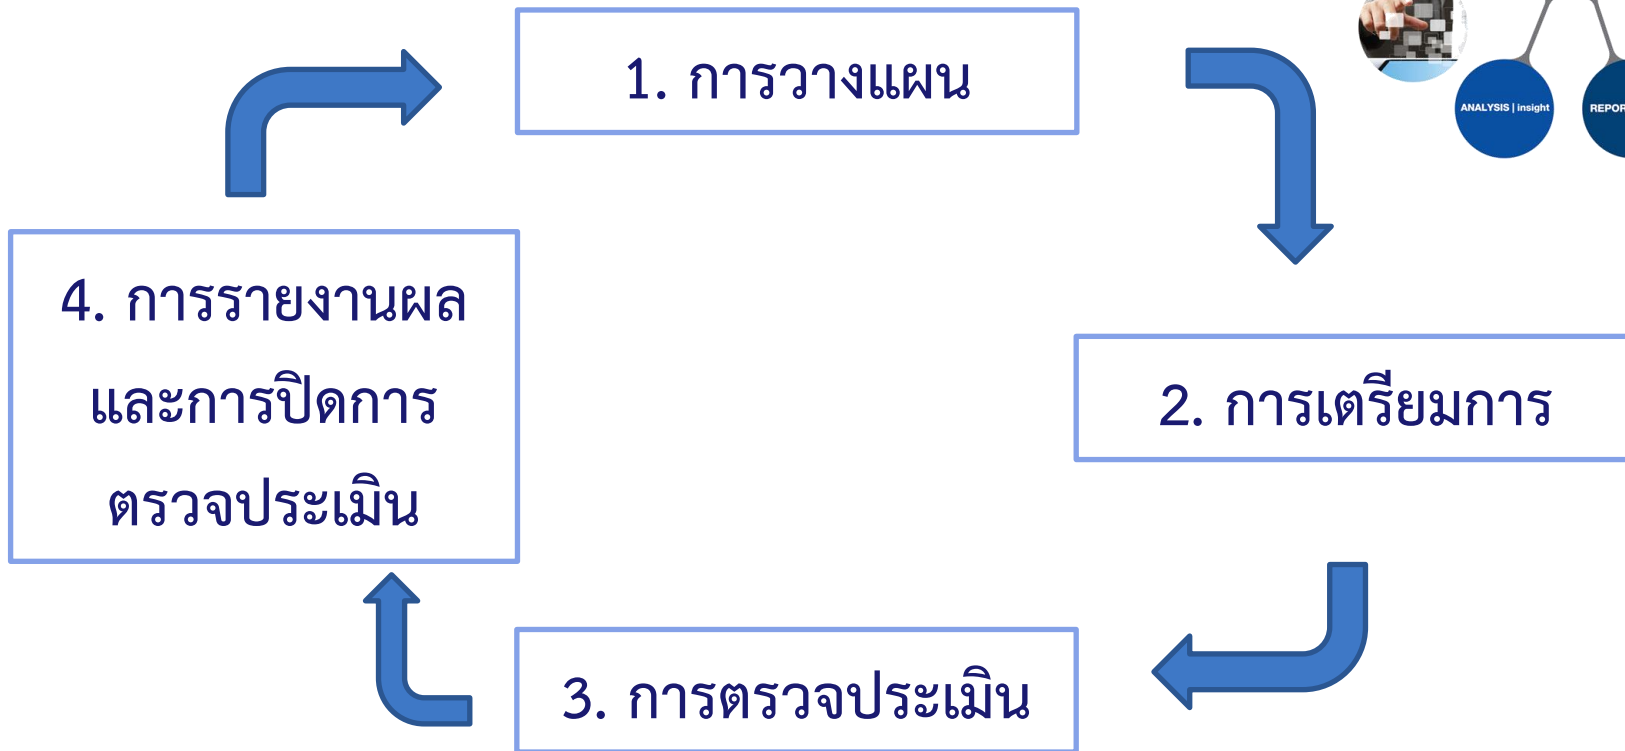 1. การวางแผน
ANALYSIS | insight
2. การเตรียมการ
3. การตรวจประเมิน
4. การรายงานผล
และการปิดการ
ตรวจประเมิน